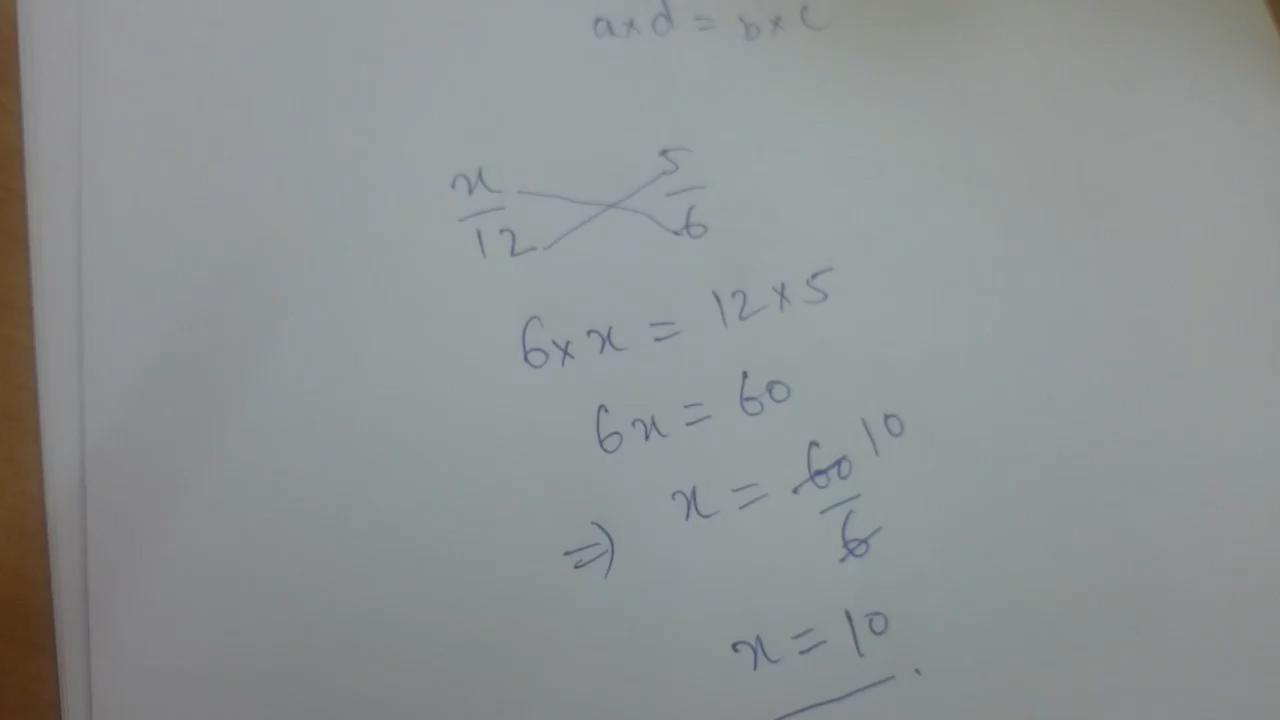 a×d = b×c
x/12 5/6
6×x = 12×5
6x = 60
⇒ x = 60/6 10
x = 10.